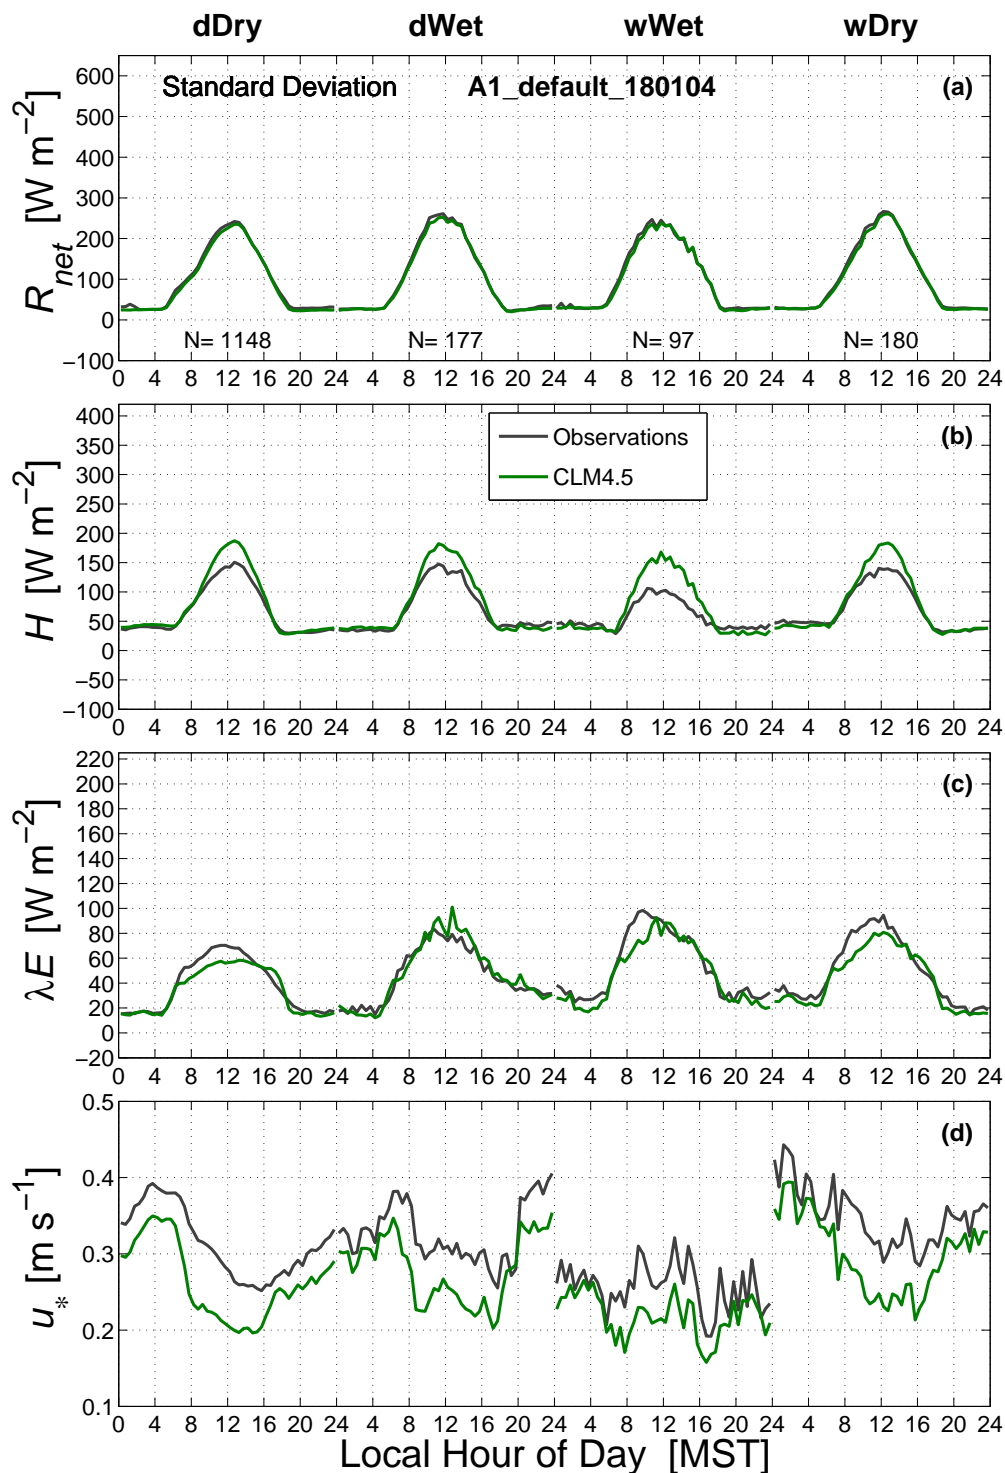 dDry dWet wWet wDry
Standard Deviation A1_default_180104 (a)
600
500
400
300
200
100
0
−100
R_net [W m−2]
N= 1148 N= 177 N= 97 N= 180
0 4 8 12 16 20 24 4 8 12 16 20 24 4 8 12 16 20 24 4 8 12 16 20 24
(b)
Observations
CLM4.5
400
350
300
250
200
150
100
50
0
−50
−100
H [W m−2]
0 4 8 12 16 20 24 4 8 12 16 20 24 4 8 12 16 20 24 4 8 12 16 20 24
(c)
220
200
180
160
140
120
100
80
60
40
20
0
−20
λE [W m−2]
0 4 8 12 16 20 24 4 8 12 16 20 24 4 8 12 16 20 24 4 8 12 16 20 24
(d)
0.5
0.4
0.3
0.2
0.1
u* [m s−1]
0 4 8 12 16 20 24 4 8 12 16 20 24 4 8 12 16 20 24 4 8 12 16 20 24
Local Hour of Day [MST]